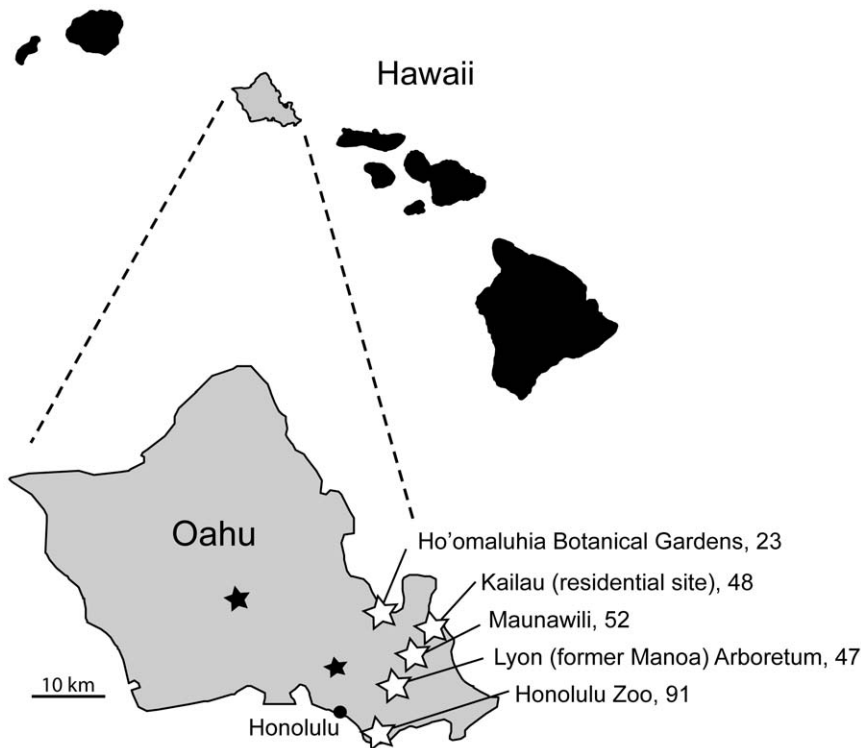 Hawaii
Oahu
Ho'omaluhia Botanical Gardens, 23
Kailau (residential site), 48
Maunawili, 52
Lyon (former Manoa) Arboretum, 47
Honolulu Zoo, 91
10 km
Honolulu